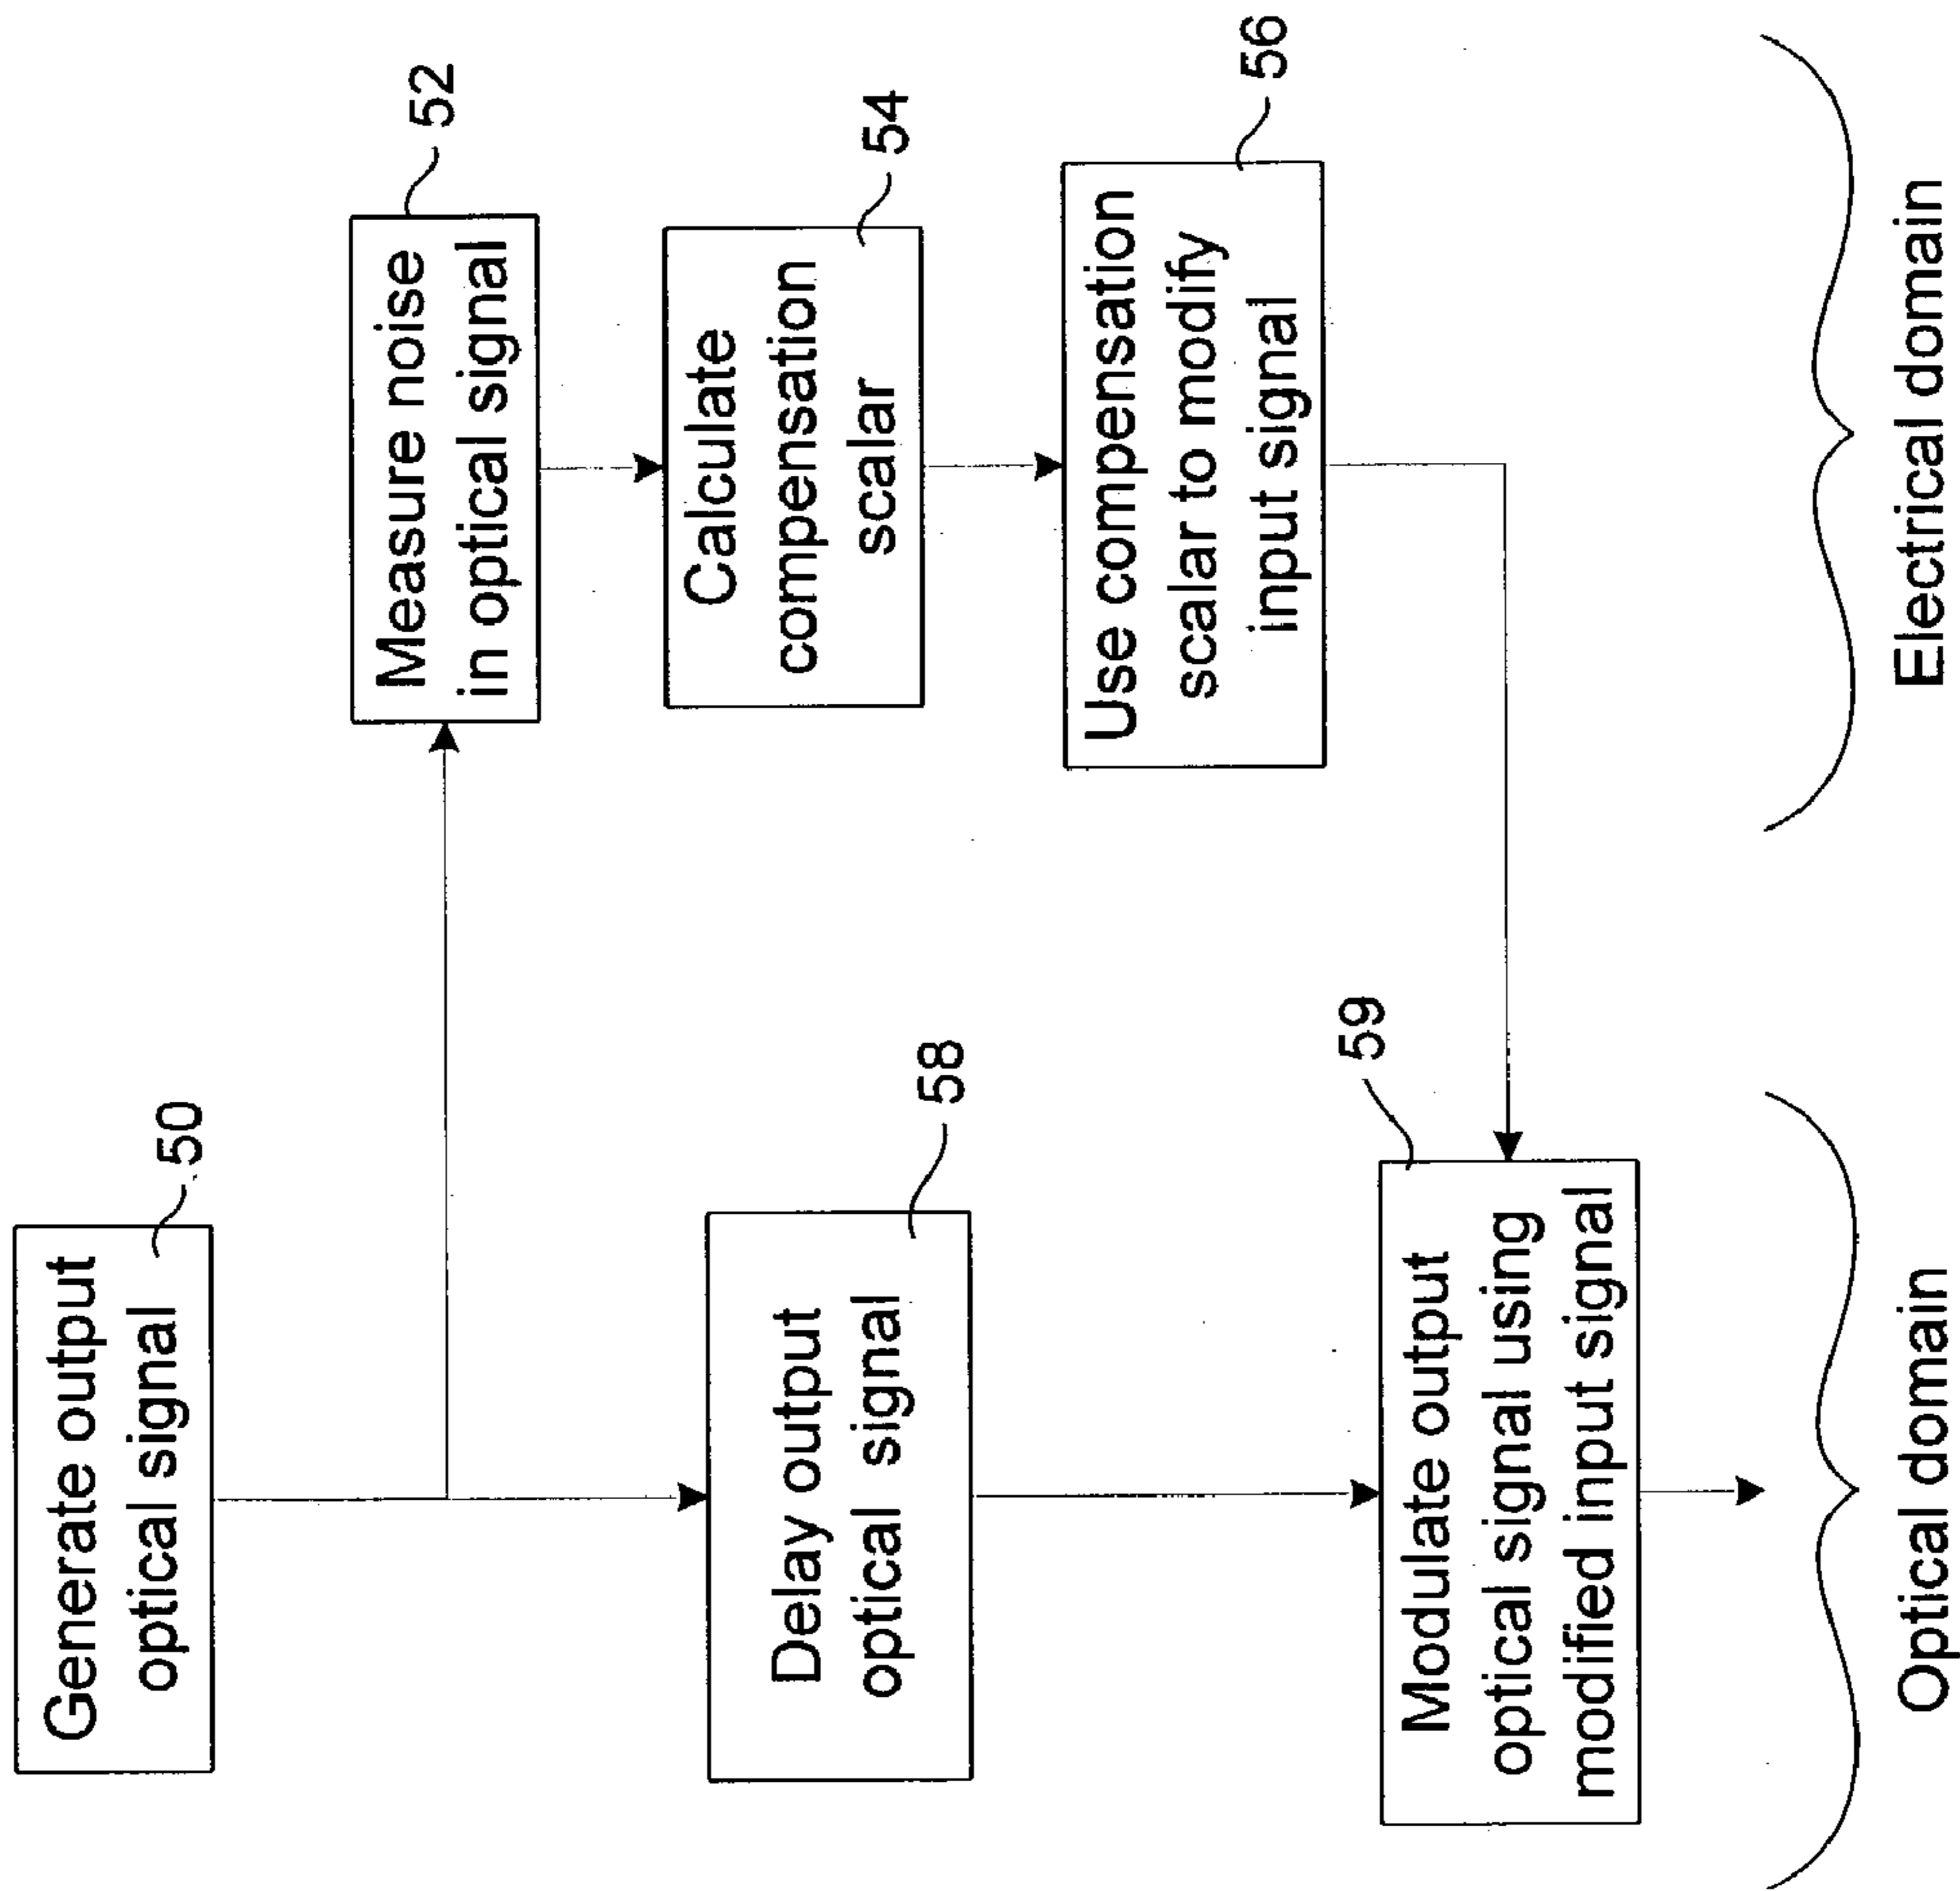 Generate output
optical signal
50
Measure noise
in optical signal
52
Calculate
compensation
scalar
54
Use compensation
scalar to modify
input signal
56
Delay output
optical signal
58
Modulate output
optical signal using
modified input signal
59
Optical domain
Electrical domain